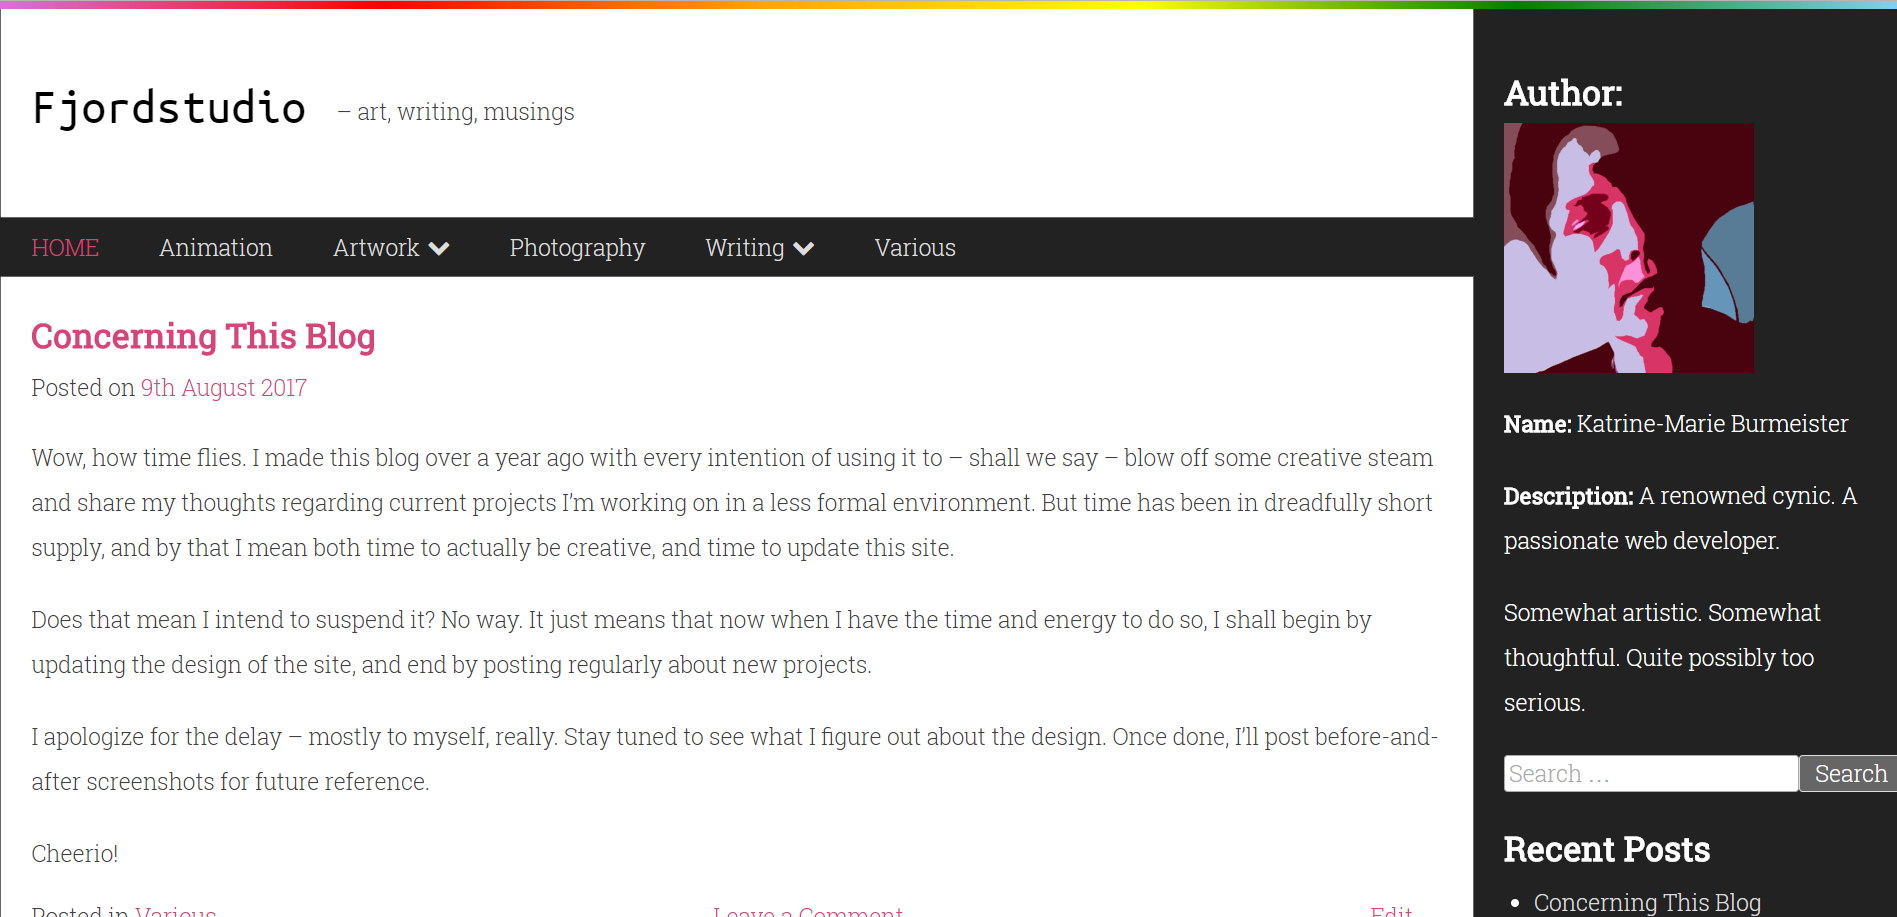 Fjordstudio – art, writing, musings
HOME Animation Artwork Photography Writing Various
Concerning This Blog
Posted on 9th August 2017
Wow, how time flies. I made this blog over a year ago with every intention of using it to – shall we say – blow off some creative steam
and share my thoughts regarding current projects I’m working on in a less formal environment. But time has been in dreadfully short
supply, and by that I mean both time to actually be creative, and time to update this site.
Does that mean I intend to suspend it? No way. It just means that now when I have the time and energy to do so, I shall begin by
updating the design of the site, and end by posting regularly about new projects.
I apologize for the delay – mostly to myself, really. Stay tuned to see what I figure out about the design. Once done, I’ll post before-and-
after screenshots for future reference.
Cheerio!
Posted in Various Leave a Comment Edit
Author:
Name: Katrine-Marie Burmeister
Description: A renowned cynic. A
passionate web developer.
Somewhat artistic. Somewhat
thoughtful. Quite possibly too
serious.
Search … Search
Recent Posts
• Concerning This Blog